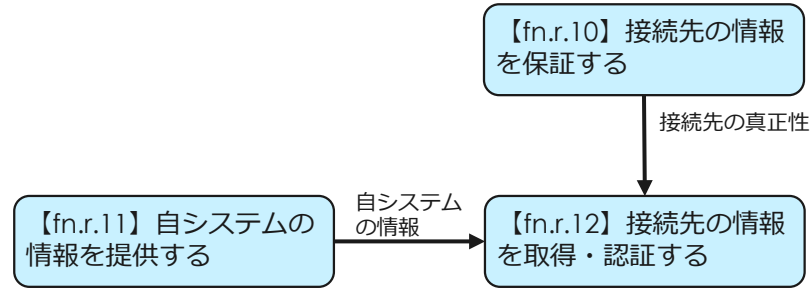 【fn.r.10】接続先の情報
を保証する
接続先の真正性
【fn.r.11】自システムの
情報を提供する
自システム
の情報
【fn.r.12】接続先の情報
を取得・認証する